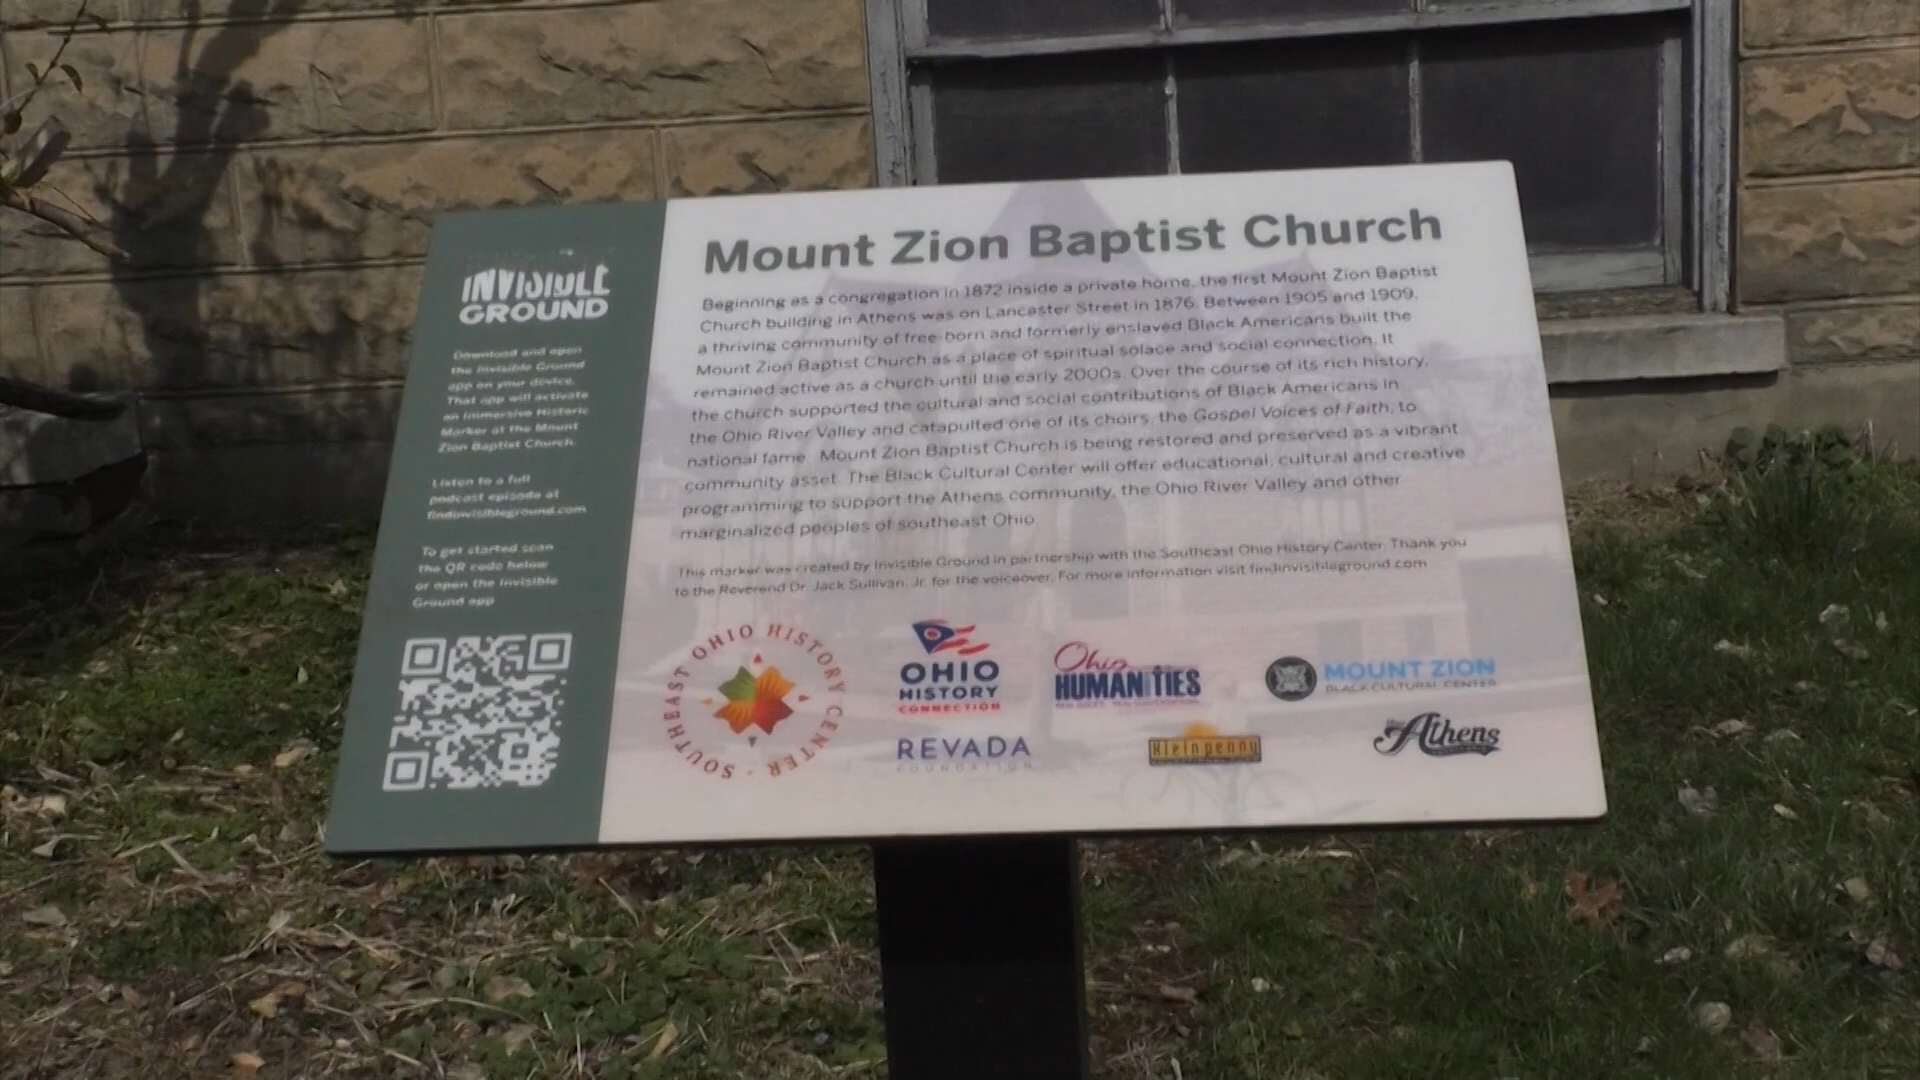 INVISIBLE
GROUND
Download and open
the Invisible Ground
app on your device.
That app will activate
an Immersive Historic
Marker at the Mount
Zion Baptist Church.
Listen to a full
podcast episode at
findinvisibleground.com
To get started scan
the QR code below
or open the Invisible
Ground app
Mount Zion Baptist Church
Beginning as a congregation in 1872 inside a private home, the first Mount Zion Baptist
Church building in Athens was on Lancaster Street in 1876. Between 1905 and 1909,
a thriving community of free-born and formerly enslaved Black Americans built the
Mount Zion Baptist Church as a place of spiritual solace and social connection. It
remained active as a church until the early 2000s. Over the course of its rich history,
the church supported the cultural and social contributions of Black Americans in
the Ohio River Valley and catapulted one of its choirs, the Gospel Voices of Faith, to
national fame. Mount Zion Baptist Church is being restored and preserved as a vibrant
community asset. The Black Cultural Center will offer educational, cultural and creative
programming to support the Athens community, the Ohio River Valley and other
marginalized peoples of southeast Ohio.
This marker was created by Invisible Ground in partnership with the Southeast Ohio History Center. Thank you
to the Reverend Dr. Jack Sullivan, Jr. for the voiceover. For more information visit findinvisibleground.com
SOUTHEAST OHIO HISTORY CENTER
OHIO
HISTORY
CONNECTION
Ohio
HUMANITIES
MOUNT ZION
BLACK CULTURAL CENTER
REVADA
FOUNDATION
Kleinpenny
Athens